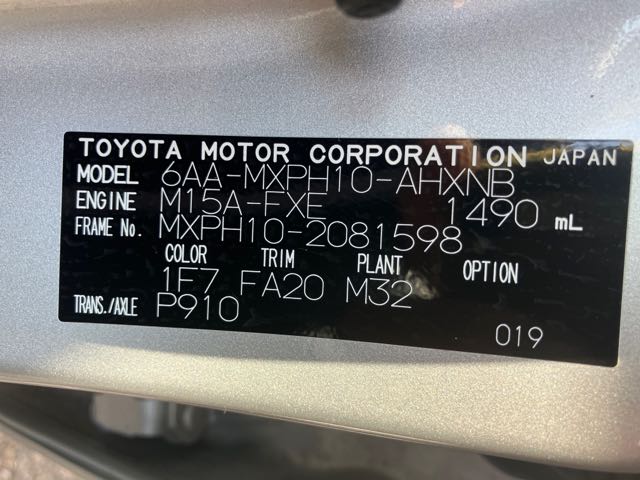 TOYOTA MOTOR CORPORATION JAPAN
MODEL 6AA-MXPH10-AHXNB
ENGINE M15A-FXE 1490 mL
FRAME No. MXPH10-2081598
COLOR TRIM PLANT OPTION
1F7 FA20 M32
TRANS./AXLE P910
019